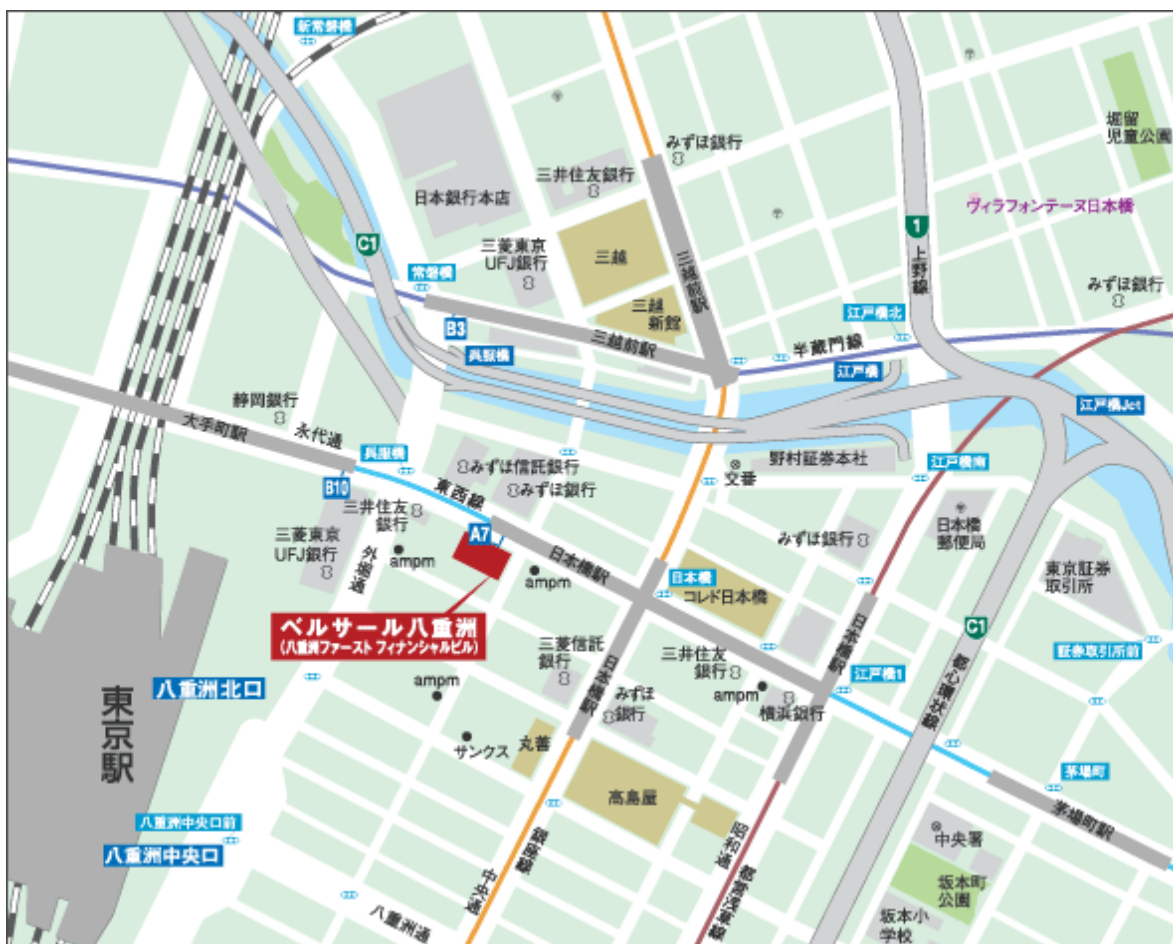 新常盤橋
みずほ銀行
堀留
児童公園
三井住友銀行
日本銀行本店
ヴィラフォンテーヌ日本橋
C1
1
上野線
三菱東京
UFJ銀行
三越
三越前駅
常盤橋
みずほ銀行
三越
新館
江戸橋北
B3
三越前駅
半蔵門線
呉服橋
江戸橋
静岡銀行
江戸橋Jct
大手町駅
永代通
呉服橋
みずほ信託銀行
野村証券本社
江戸橋南
交番
B10
東西線
みずほ銀行
三井住友
銀行
三菱東京
UFJ銀行
A7
日本橋
郵便局
みずほ銀行
外堀通
ampm
日本橋駅
ampm
日本橋
コレド日本橋
東京証券
取引所
ベルサール八重洲
(八重洲ファースト フィナンシャルビル)
日本橋駅
C1
三菱信託
銀行
三井住友
銀行
証券取引所前
八重洲北口
ampm
日本橋駅
みずほ
銀行
ampm
横浜銀行
江戸橋1
都心環状線
東京駅
サンクス
丸善
茅場町
高島屋
茅場町駅
八重洲中央口前
八重洲中央口
銀座線
昭和通
中央署
中央通
都営浅草線
坂本町
公園
八重洲通
坂本小
学校